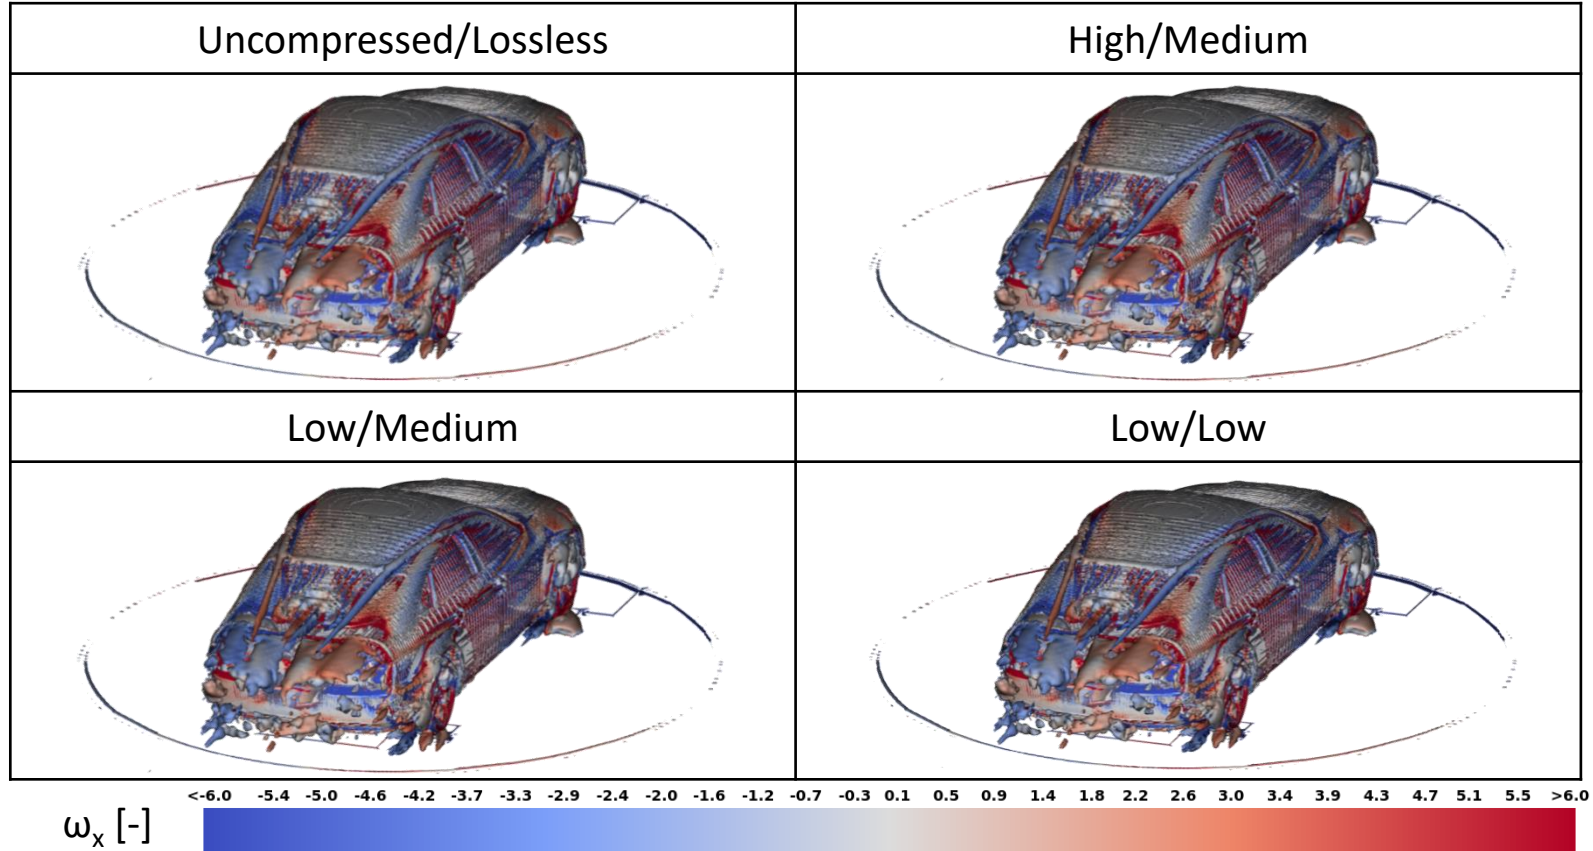 Uncompressed/Lossless
High/Medium
Low/Medium
Low/Low
<-6.0 -5.4 -5.0 -4.6 -4.2 -3.7 -3.3 -2.9 -2.4 -2.0 -1.6 -1.2 -0.7 -0.3 0.1 0.5 0.9 1.4 1.8 2.2 2.6 3.0 3.4 3.9 4.3 4.7 5.1 5.5 >6.0
ωₓ [-]